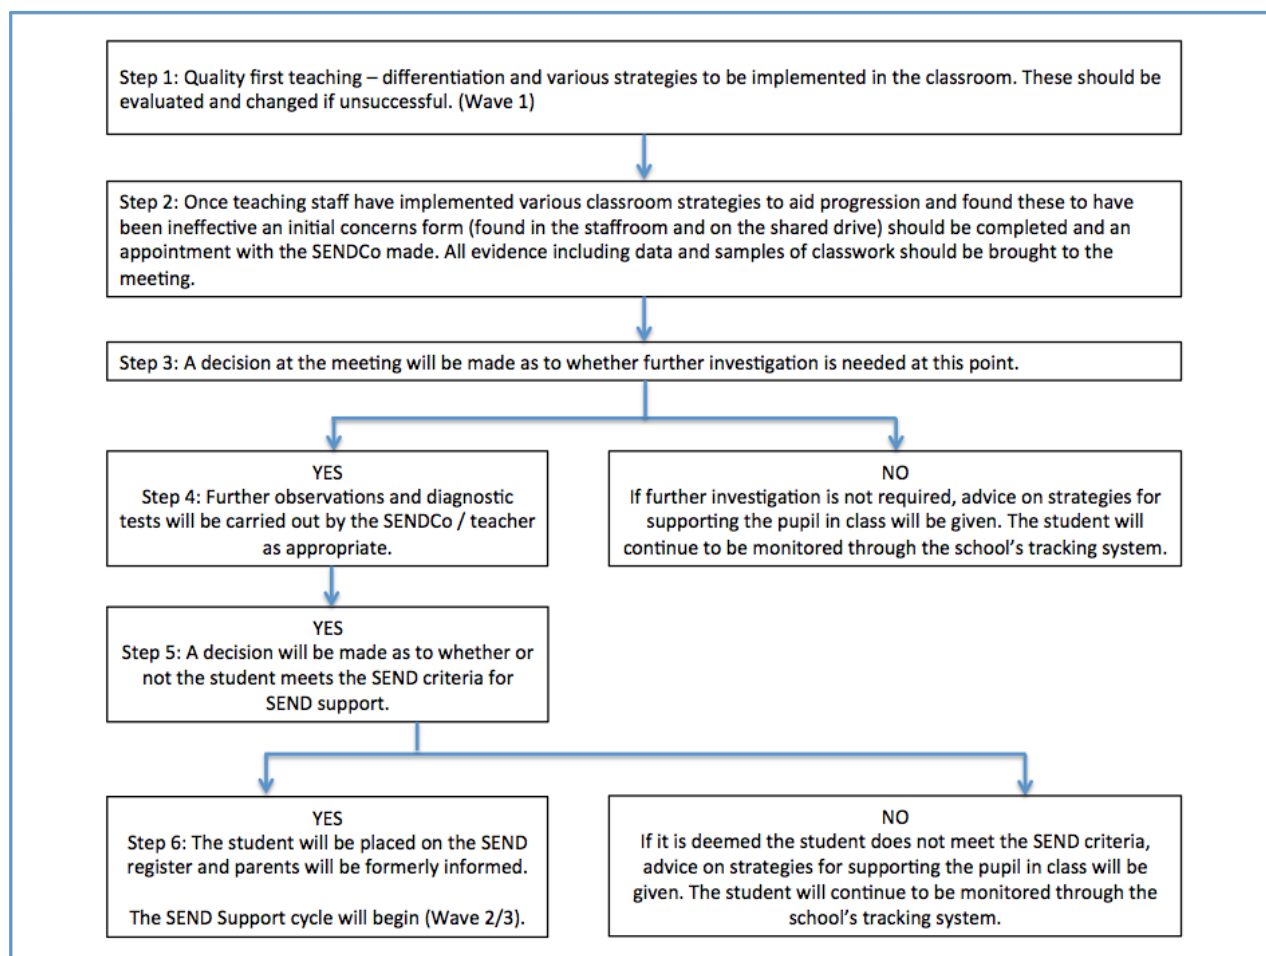 Step 1: Quality first teaching – differentiation and various strategies to be implemented in the classroom. These should be
evaluated and changed if unsuccessful. (Wave 1)
Step 2: Once teaching staff have implemented various classroom strategies to aid progression and found these to have
been ineffective an initial concerns form (found in the staffroom and on the shared drive) should be completed and an
appointment with the SENDCo made. All evidence including data and samples of classwork should be brought to the
meeting.
Step 3: A decision at the meeting will be made as to whether further investigation is needed at this point.
YES
Step 4: Further observations and diagnostic
tests will be carried out by the SENDCo / teacher
as appropriate.
NO
If further investigation is not required, advice on strategies for
supporting the pupil in class will be given. The student will
continue to be monitored through the school’s tracking system.
YES
Step 5: A decision will be made as to whether or
not the student meets the SEND criteria for
SEND support.
YES
Step 6: The student will be placed on the SEND
register and parents will be formerly informed.
The SEND Support cycle will begin (Wave 2/3).
NO
If it is deemed the student does not meet the SEND criteria,
advice on strategies for supporting the pupil in class will be
given. The student will continue to be monitored through the
school’s tracking system.